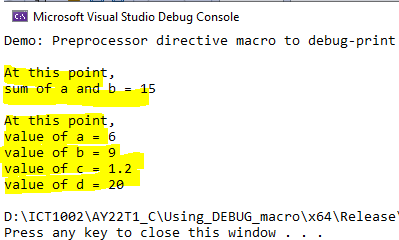 Microsoft Visual Studio Debug Console
Demo: Preprocessor directive macro to debug-print
At this point,
sum of a and b = 15
At this point,
value of a = 6
value of b = 9
value of c = 1.2
value of d = 20
D:\ICT1002\AY22T1_C\Using_DEBUG_macro\x64\Release\
Press any key to close this window . . .